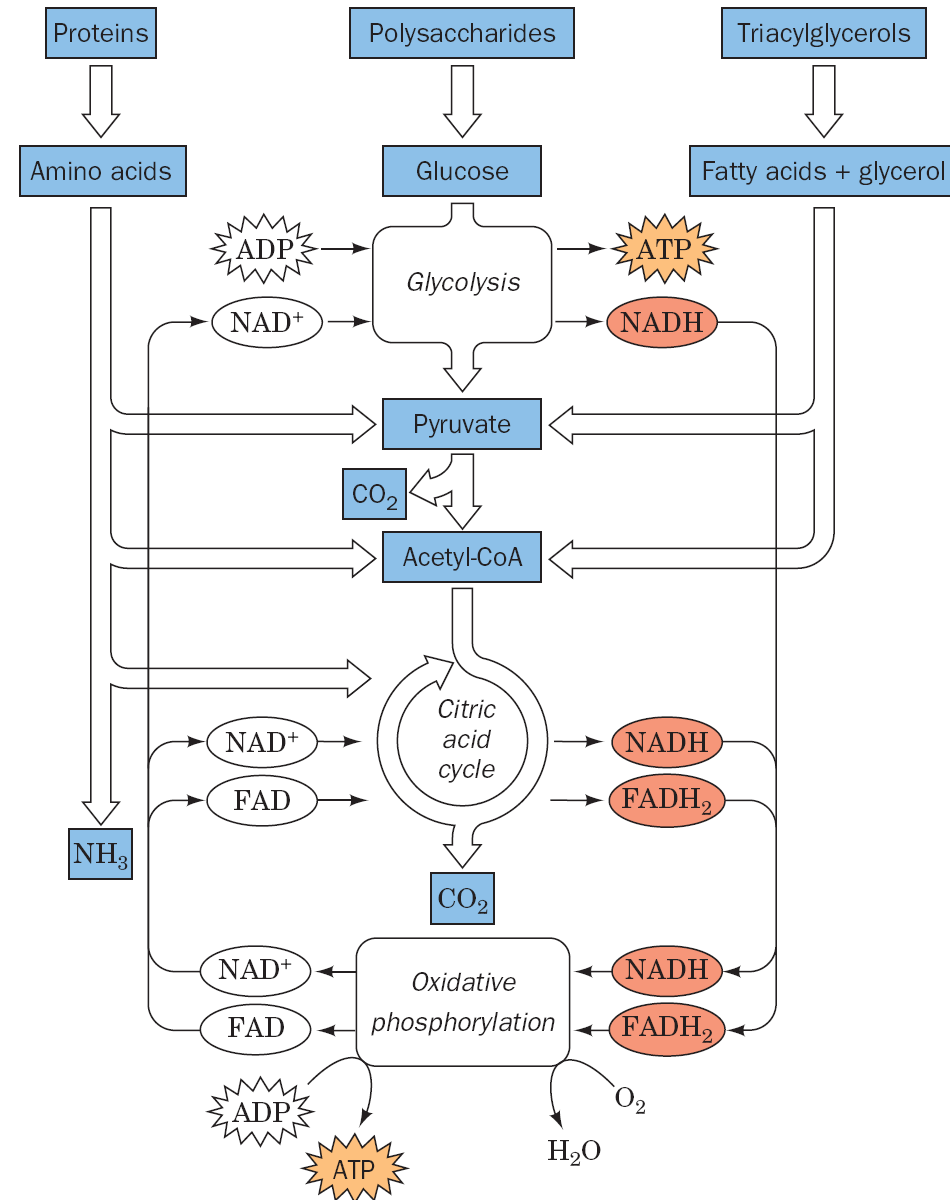 Proteins
Polysaccharides
Triacylglycerols
Amino acids
Glucose
Fatty acids + glycerol
ADP
Glycolysis
ATP
NAD⁺
NADH
Pyruvate
CO₂
Acetyl-CoA
Citric
acid
cycle
NAD⁺
NADH
FAD
FADH₂
NH₃
CO₂
NAD⁺
Oxidative
phosphorylation
NADH
FAD
FADH₂
ADP
O₂
ATP
H₂O